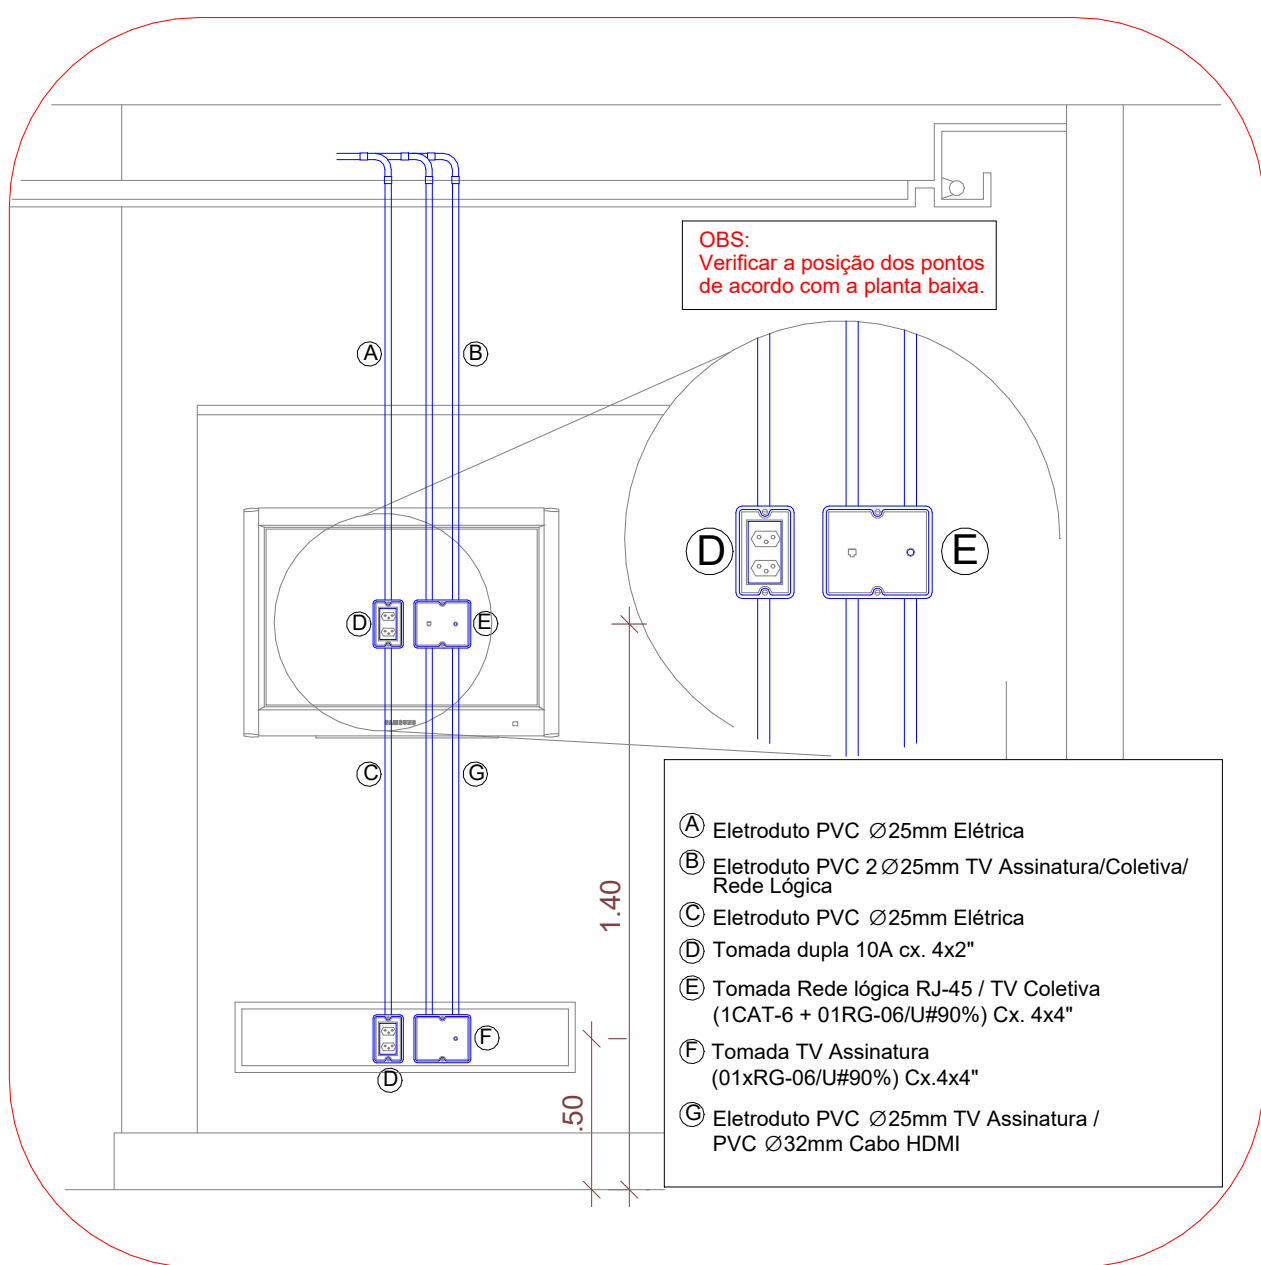 OBS:
Verificar a posição dos pontos
de acordo com a planta baixa.
A
B
D
E
D
E
C
G
SAMSUNG
1.40
F
D
.50
A Eletroduto PVC Ø25mm Elétrica
B Eletroduto PVC 2Ø25mm TV Assinatura/Coletiva/
Rede Lógica
C Eletroduto PVC Ø25mm Elétrica
D Tomada dupla 10A cx. 4x2"
E Tomada Rede lógica RJ-45 / TV Coletiva
(1CAT-6 + 01RG-06/U#90%) Cx. 4x4"
F Tomada TV Assinatura
(01xRG-06/U#90%) Cx.4x4"
G Eletroduto PVC Ø25mm TV Assinatura /
PVC Ø32mm Cabo HDMI